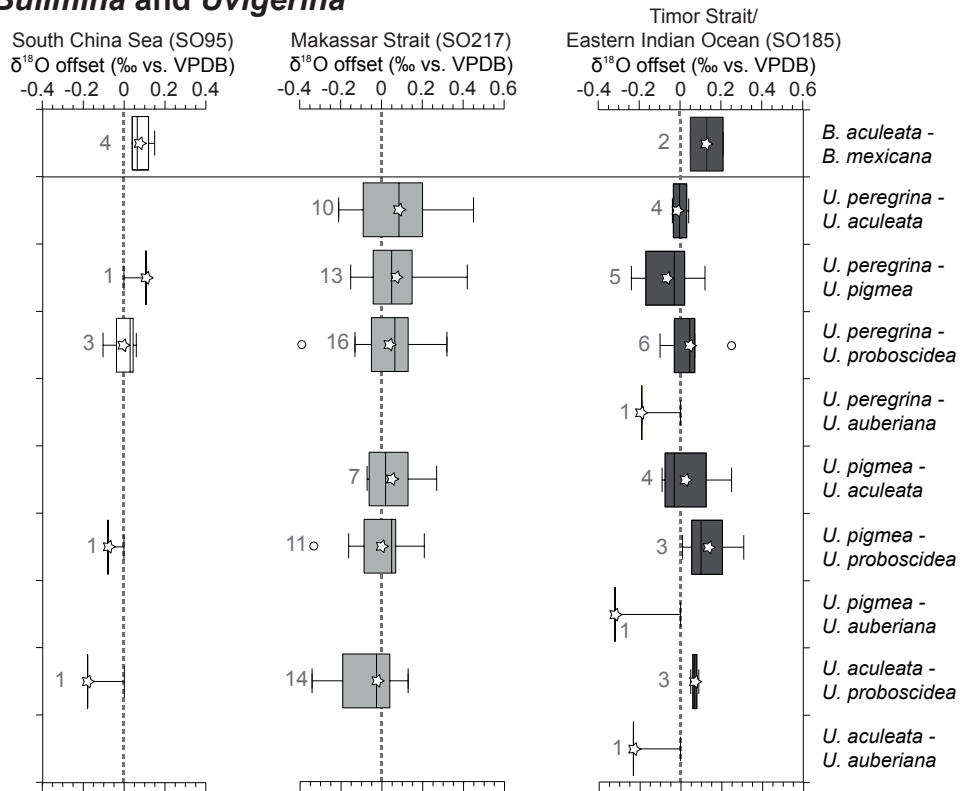 Bulimina and Uvigerina
South China Sea (SO95)
δ18O offset (‰ vs. VPDB)
-0.4 -0.2 0 0.2 0.4
Makassar Strait (SO217)
δ18O offset (‰ vs. VPDB)
-0.4 -0.2 0 0.2 0.4 0.6
Timor Strait/
Eastern Indian Ocean (SO185)
δ18O offset (‰ vs. VPDB)
-0.4 -0.2 0 0.2 0.4 0.6
4 2 B. aculeata -
B. mexicana
10 4 U. peregrina -
U. aculeata
1 13 5 U. peregrina -
U. pigmea
3 16 6 U. peregrina -
U. proboscidea
1 U. peregrina -
U. auberiana
7 4 U. pigmea -
U. aculeata
1 11 3 U. pigmea -
U. proboscidea
1 U. pigmea -
U. auberiana
1 14 3 U. aculeata -
U. proboscidea
1 U. aculeata -
U. auberiana